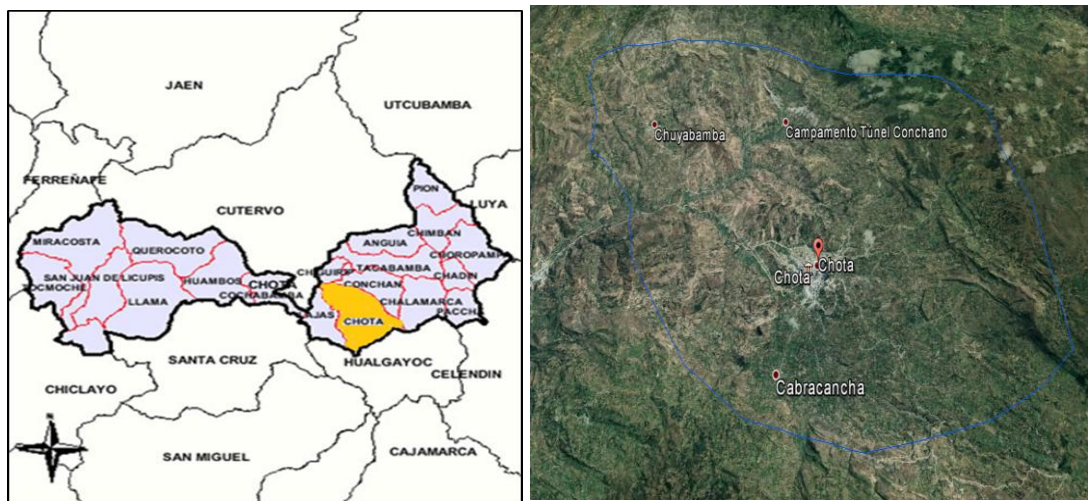 JAEN
UTCUBAMBA
FERREÑAFE
PION
LUYA
CUTERVO
CHIMBAN
MIRACOSTA
QUEROCOTO
ANGUIA
CHOROPAMPA
TACABAMBA
SAN JUAN DE LICUPIS
HUAMBOS
CHOTA
CHIGUIRIP
CHADIN
TOCMOCHE
CONCHAN
LLAMA
COCHABAMBA
CHALAMARCA
PACCHA
LAJAS
CHOTA
SANTA CRUZ
HUALGAYOC
CELENDIN
CHICLAYO
N
SAN MIGUEL
CAJAMARCA
Chuyabamba
Campamento Túnel Conchano
Chota
Chota
Cabracancha